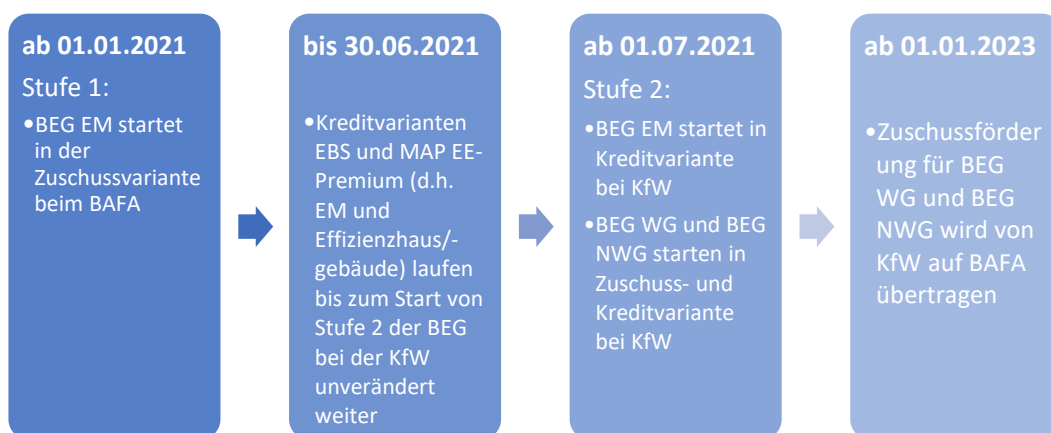 ab 01.01.2021
Stufe 1:
•BEG EM startet
in der
Zuschussvariante
beim BAFA
bis 30.06.2021
•Kreditvarianten
EBS und MAP EE-
Premium (d.h.
EM und
Effizienzhaus/-
gebäude) laufen
bis zum Start von
Stufe 2 der BEG
bei der KfW
unverändert
weiter
ab 01.07.2021
Stufe 2:
•BEG EM startet in
Kreditvariante
bei KfW
•BEG WG und BEG
NWG starten in
Zuschuss- und
Kreditvariante
bei KfW
ab 01.01.2023
•Zuschussförder
ung für BEG
WG und BEG
NWG wird von
KfW auf BAFA
übertragen